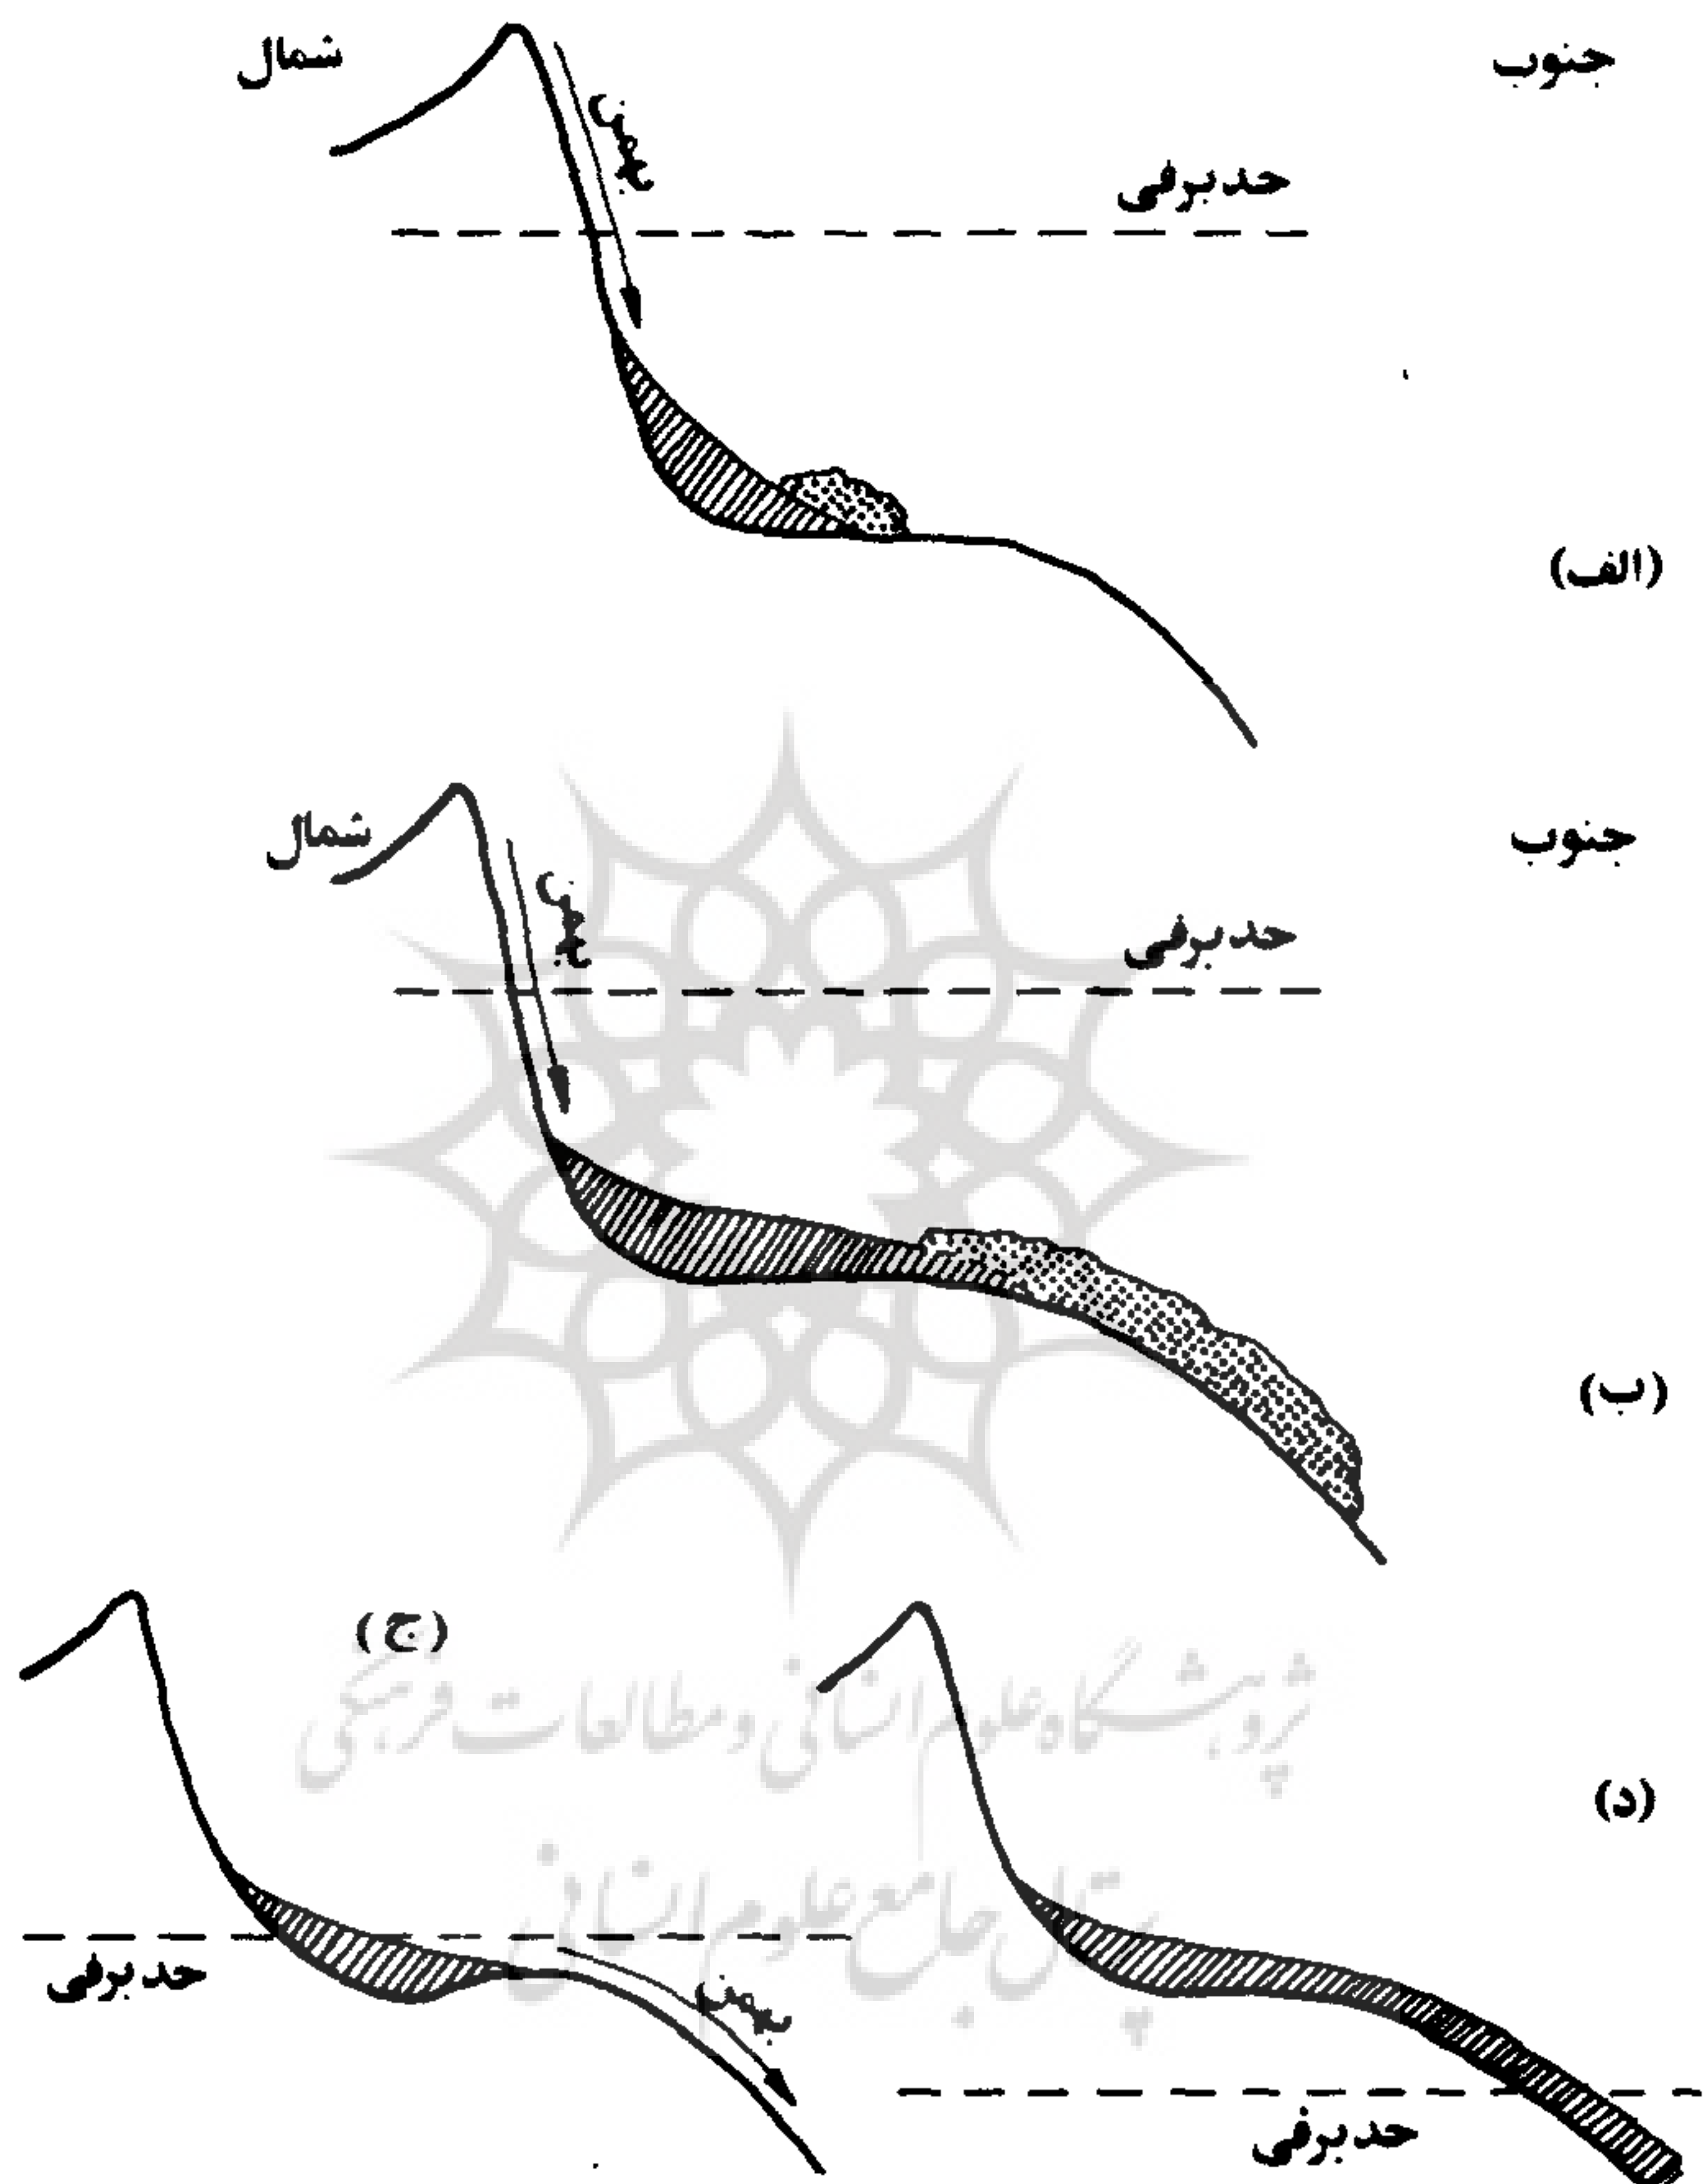 جنوب شمال
بهمن
حد برفی
(الف)
جنوب شمال
بهمن
حد برفی
(ب)
(ج)
پژوهشگاه علوم انسانی و مطالعات فرهنگی
(د)
پرتال جامع علوم انسانی
حد برفی
بهمن
حد برفی